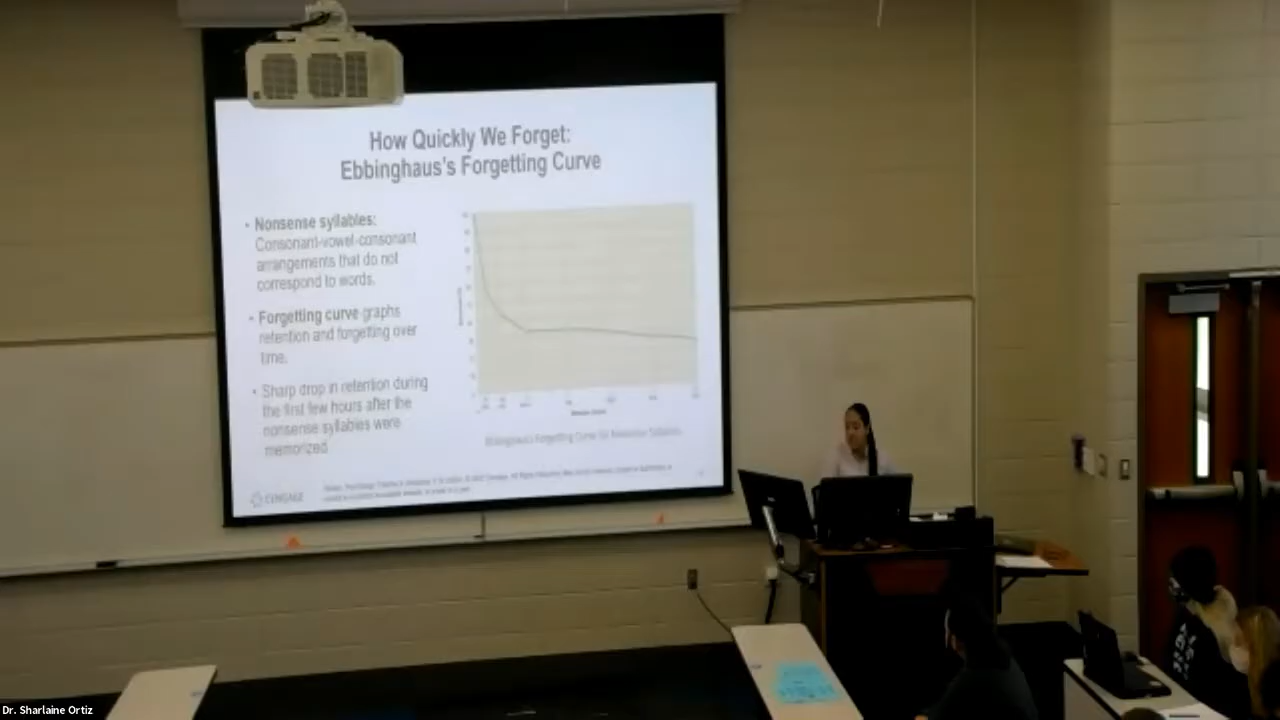 How Quickly We Forget:
Ebbinghaus's Forgetting Curve
• Nonsense syllables:
Consonant-vowel-consonant
arrangements that do not
correspond to words.
• Forgetting curve graphs
retention and forgetting over
time.
• Sharp drop in retention during
the first few hours after the
nonsense syllables were
memorized
Ebbinghaus's Forgetting Curve for Nonsense Syllables
CENGAGE
Dr. Sharlaine Ortiz